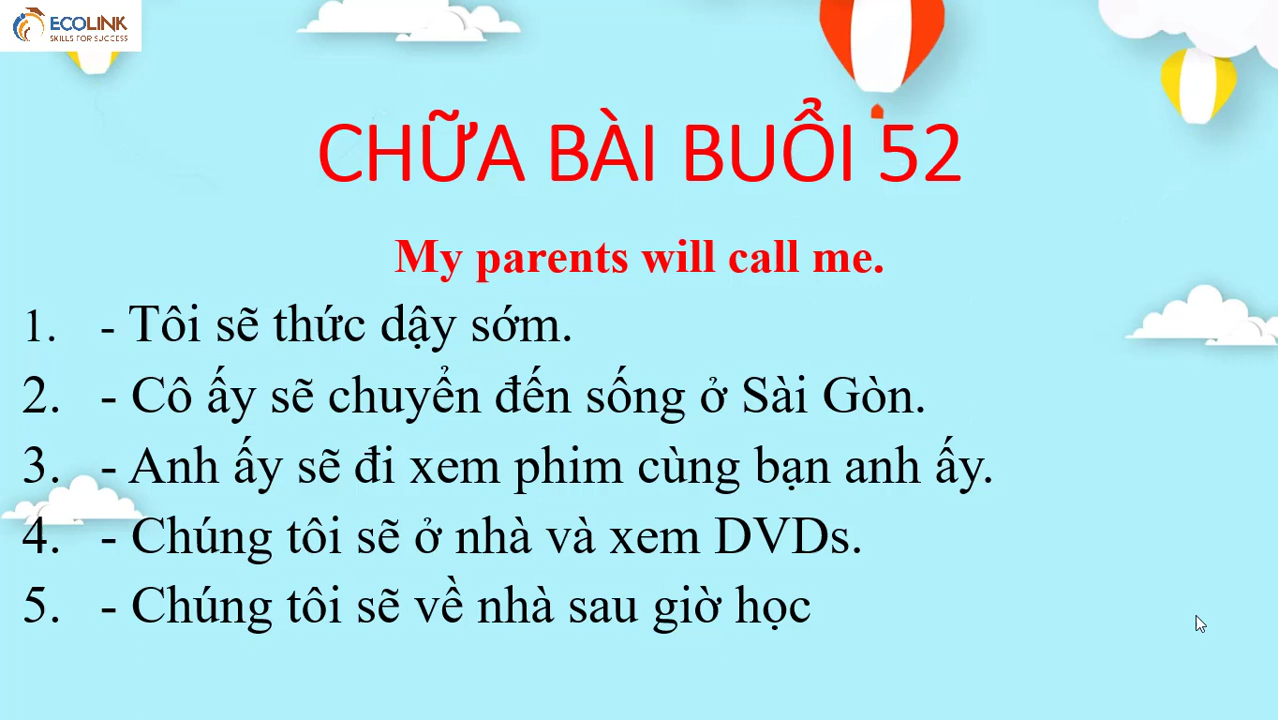 ECOLINK
SKILLS FOR SUCCESS
CHỮA BÀI BUỔI 52
My parents will call me.
1. - Tôi sẽ thức dậy sớm.
2. - Cô ấy sẽ chuyển đến sống ở Sài Gòn.
3. - Anh ấy sẽ đi xem phim cùng bạn anh ấy.
4. - Chúng tôi sẽ ở nhà và xem DVDs.
5. - Chúng tôi sẽ về nhà sau giờ học